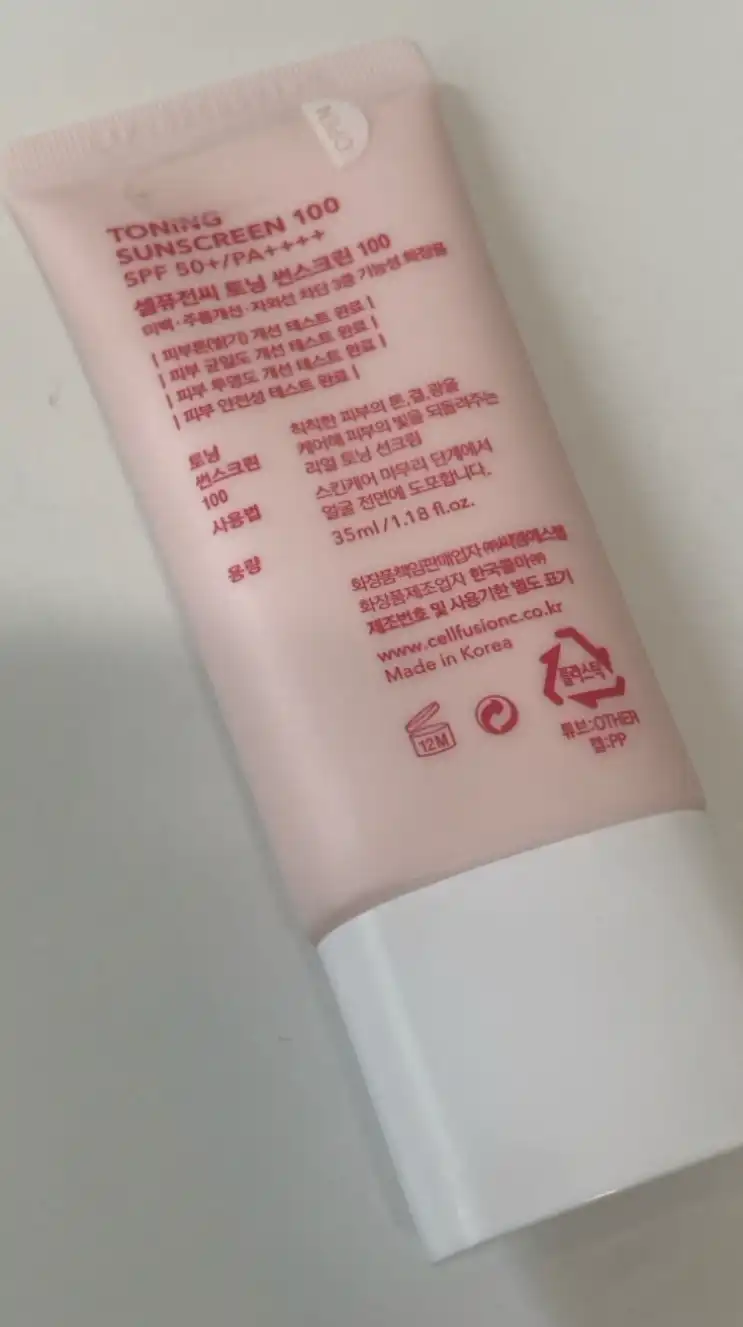 TONING
SUNSCREEN 100
SPF 50+/PA++++
셀퓨전씨 토닝 썬스크린 100
미백·주름개선·자외선 차단 3중 기능성 화장품
| 피부톤(밝기) 개선 테스트 완료 |
| 피부 균일도 개선 테스트 완료 |
| 피부 투명도 개선 테스트 완료 |
| 피부 안전성 테스트 완료 |
토닝
썬스크린
100
칙칙한 피부의 톤,결,광을
케어해 피부의 빛을 되돌려주는
리얼 토닝 선크림
사용법
스킨케어 마무리 단계에서
얼굴 전면에 도포합니다.
용량
35ml/1.18 fl.oz.
화장품책임판매업자 ㈜씨엠에스랩
화장품제조업자 한국콜마㈜
제조번호 및 사용기한 별도 표기
www.cellfusionc.co.kr
Made in Korea
12M
플라스틱
튜브:OTHER
캡:PP